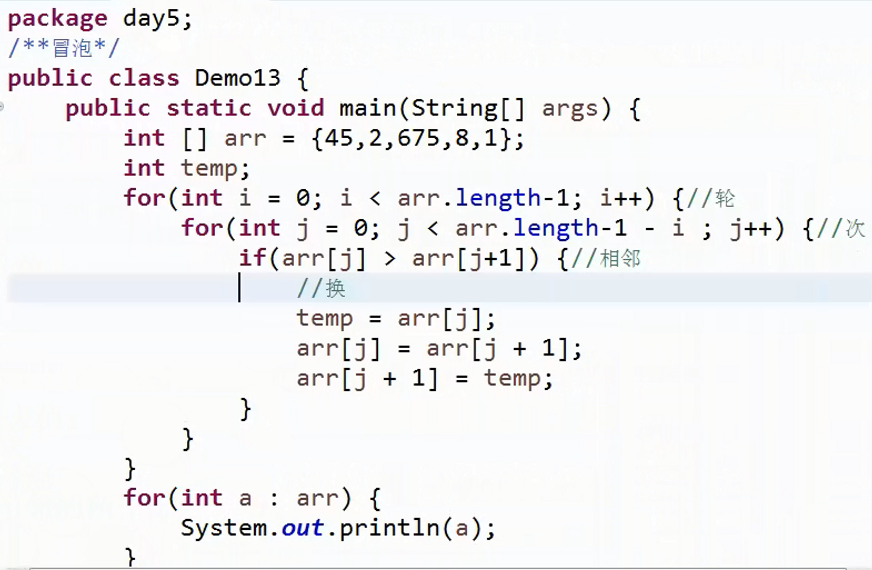 package day5;
/**冒泡*/
public class Demo13 {
public static void main(String[] args) {
int [] arr = {45,2,675,8,1};
int temp;
for(int i = 0; i < arr.length-1; i++) {//轮
for(int j = 0; j < arr.length-1 - i ; j++) {//次
if(arr[j] > arr[j+1]) {//相邻
//换
temp = arr[j];
arr[j] = arr[j + 1];
arr[j + 1] = temp;
}
}
}
for(int a : arr) {
System.out.println(a);
}